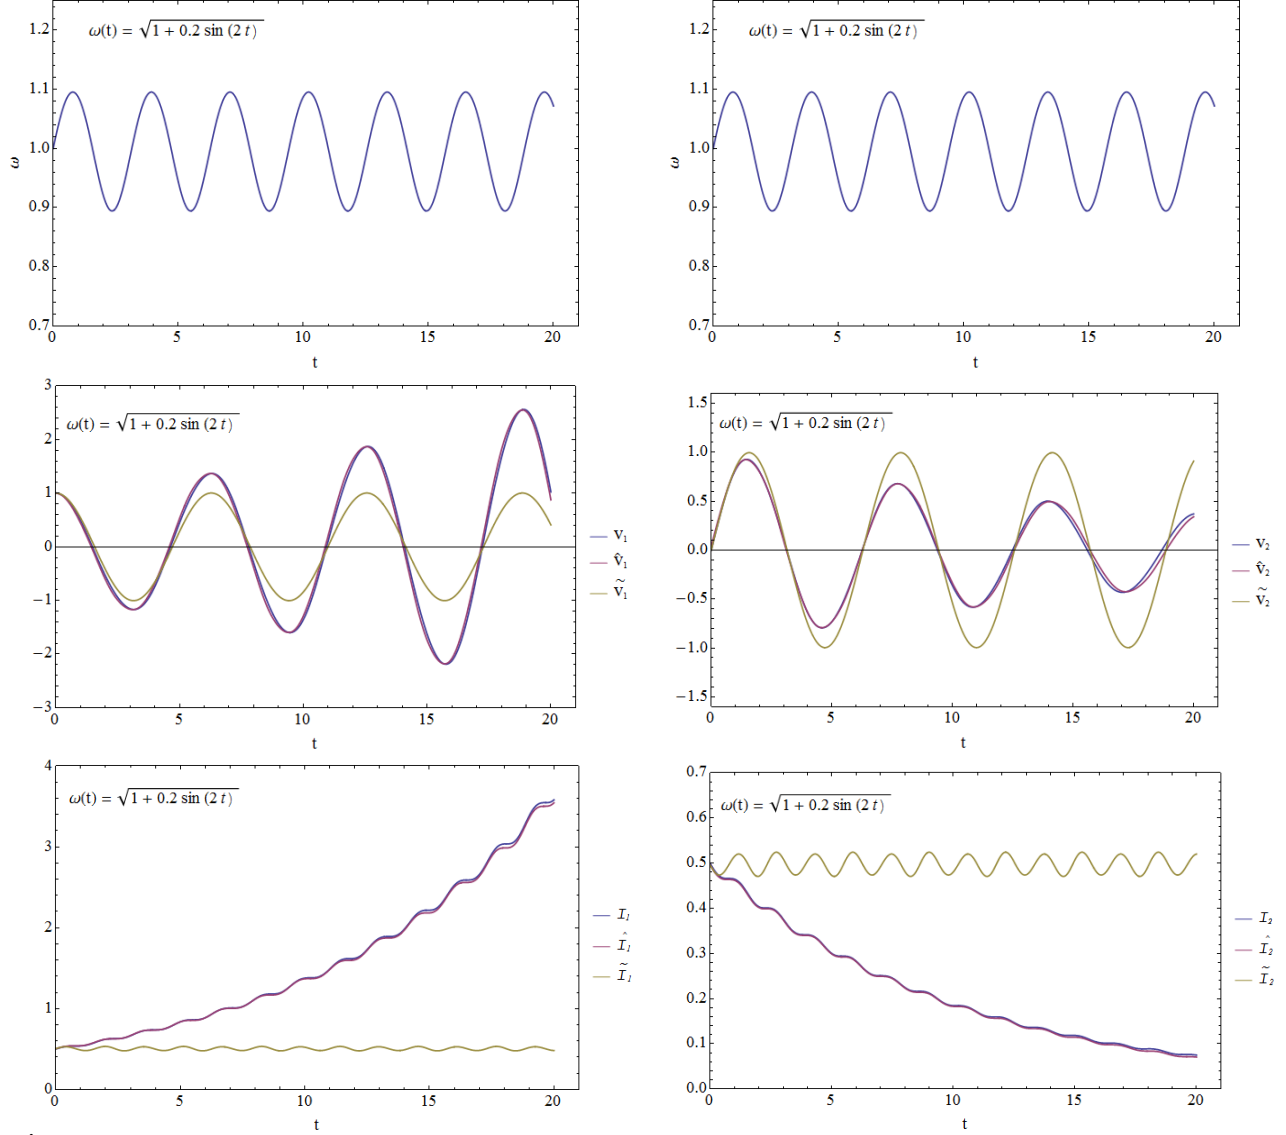 1.2
ω(t) = √1 + 0.2 sin (2 t)
1.1
1.0
ω
0.9
0.8
0.7
0
5
10
15
20
t
1.2
ω(t) = √1 + 0.2 sin (2 t)
1.1
1.0
ω
0.9
0.8
0.7
0
5
10
15
20
t
3
ω(t) = √1 + 0.2 sin (2 t)
2
1
0
−1
−2
−3
0
5
10
15
20
t
v₁
v̂₁
ṽ₁
1.5
ω(t) = √1 + 0.2 sin (2 t)
1.0
0.5
0.0
−0.5
−1.0
−1.5
0
5
10
15
20
t
v₂
v̂₂
ṽ₂
4
ω(t) = √1 + 0.2 sin (2 t)
3
2
1
0
0
5
10
15
20
t
I₁
Î₁
Ĩ₁
0.7
ω(t) = √1 + 0.2 sin (2 t)
0.6
0.5
0.4
0.3
0.2
0.1
0.0
0
5
10
15
20
t
I₂
Î₂
Ĩ₂